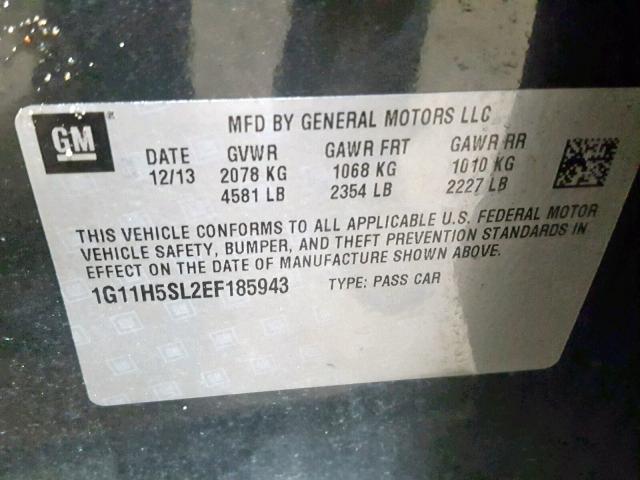 GM
MFD BY GENERAL MOTORS LLC
DATE GVWR GAWR FRT GAWR RR
12/13 2078 KG 1068 KG 1010 KG
4581 LB 2354 LB 2227 LB
THIS VEHICLE CONFORMS TO ALL APPLICABLE U.S. FEDERAL MOTOR
VEHICLE SAFETY, BUMPER, AND THEFT PREVENTION STANDARDS IN
EFFECT ON THE DATE OF MANUFACTURE SHOWN ABOVE.
1G11H5SL2EF185943 TYPE: PASS CAR